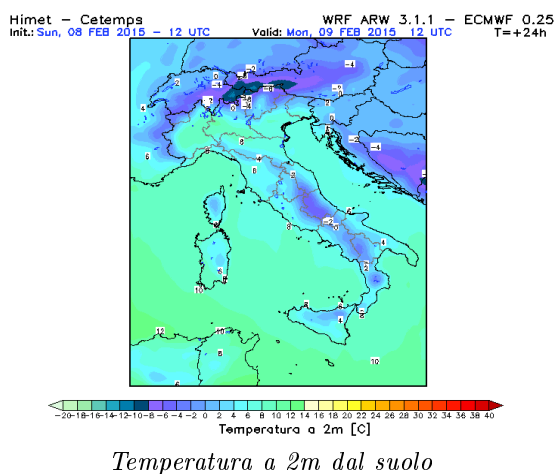 Himet – Cetemps WRF ARW 3.1.1 – ECMWF 0.25
Init.: Sun, 08 FEB 2015 – 12 UTC Valid: Mon, 09 FEB 2015 12 UTC T=+24h
-20-18-16-14-12-10-8 -6 -4 -2 0 2 4 6 8 10 12 14 16 18 20 22 24 26 28 30 32 34 36 38 40
Temperatura a 2m [C]
Temperatura a 2m dal suolo